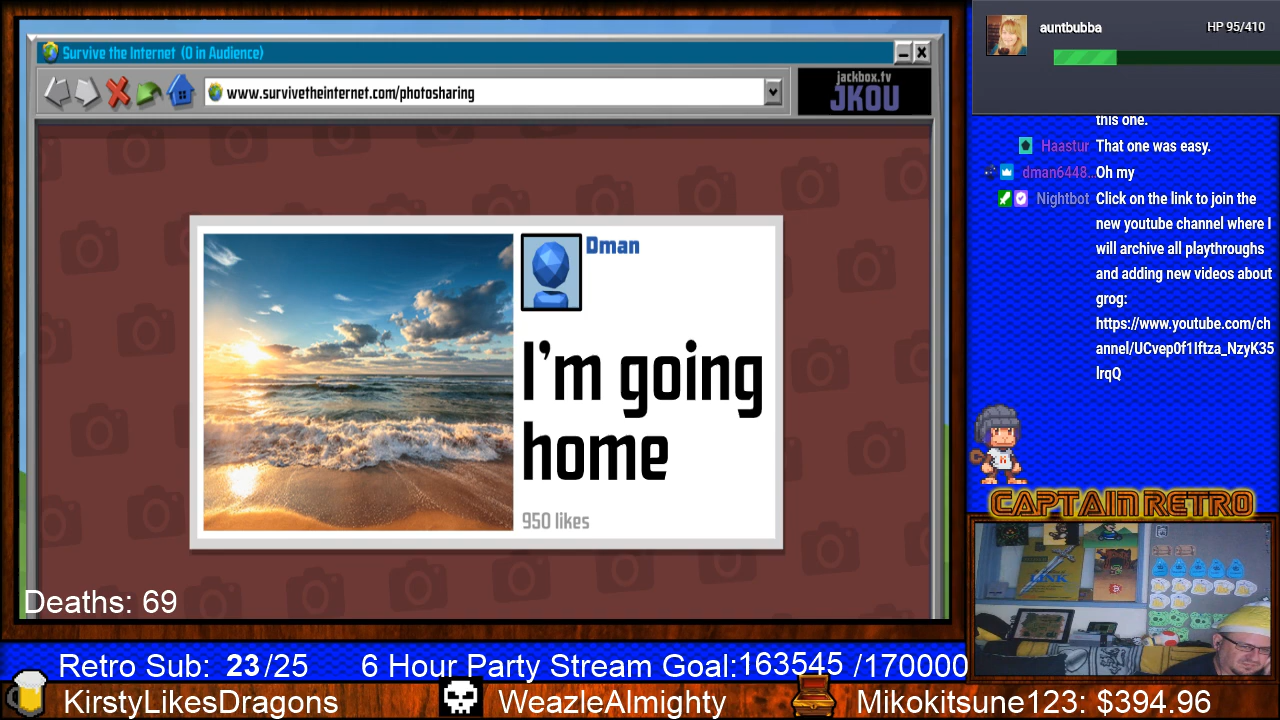 Survive the Internet (0 in Audience)
www.survivetheinternet.com/photosharing
jackbox.tv
JKOU
Dman
I'm going
home
950 likes
Deaths: 69
auntbubba
HP 95/410
this one.
Haastur That one was easy.
dman6448... Oh my
Nightbot Click on the link to join the
new youtube channel where I
will archive all playthroughs
and adding new videos about
grog:
https://www.youtube.com/ch
annel/UCvep0f1Iftza_NzyK35
lrqQ
CAPTAIN RETRO
LINK
Retro Sub: 23/25
6 Hour Party Stream Goal:163545 /170000
KirstyLikesDragons
WeazleAlmighty
Mikokitsune123: $394.96